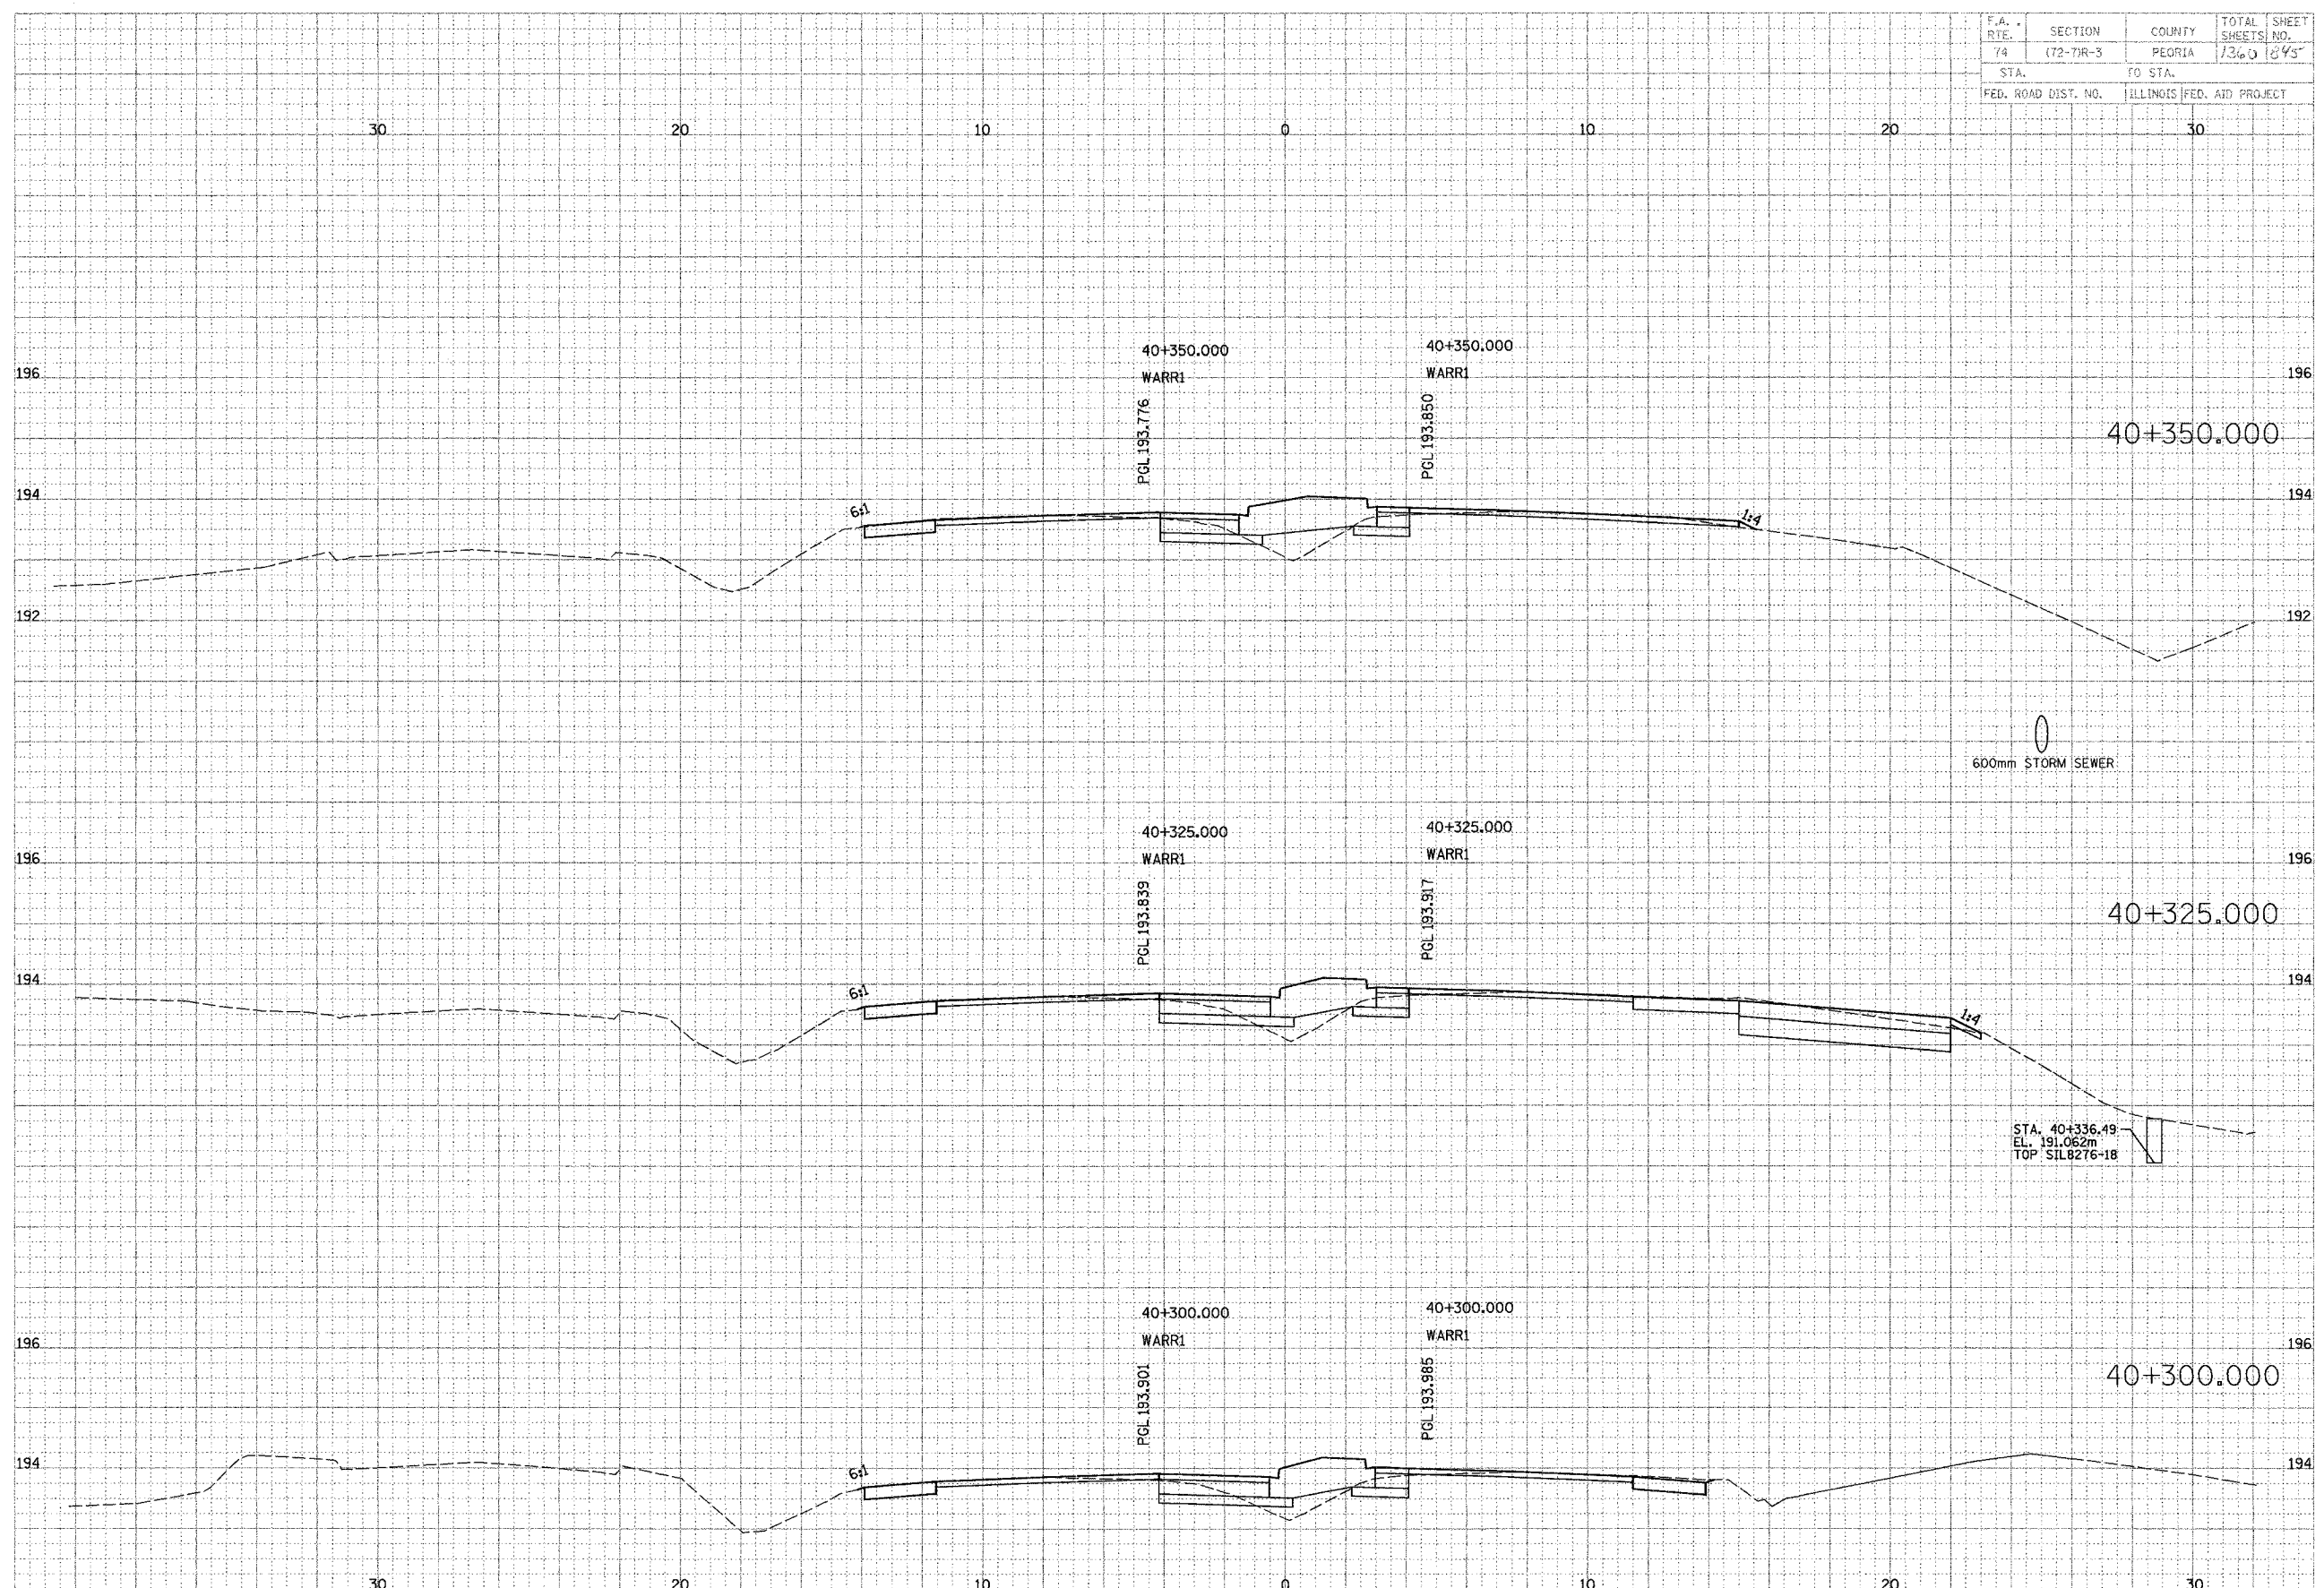 F.A. RTE. SECTION COUNTY TOTAL SHEETS SHEET NO.
74 (72-7)R-3 PEORIA 1360 845
STA. TO STA.
FED. ROAD DIST. NO. ILLINOIS FED. AID PROJECT
30 20 10 0 10 20 30
40+350.000 40+350.000
WARR1 WARR1
196 196
PGL 193.776 PGL 193.850
40+350.000
194 194
6:1 1:4
192 192
600mm STORM SEWER
40+325.000 40+325.000
WARR1 WARR1
196 196
PGL 193.839 PGL 193.917
40+325.000
194 194
6:1 1:4
STA. 40+336.49
EL. 191.062m
TOP SIL8276-18
40+300.000 40+300.000
WARR1 WARR1
196 196
PGL 193.901 PGL 193.985
40+300.000
194 194
6:1
30 20 10 0 10 20 30